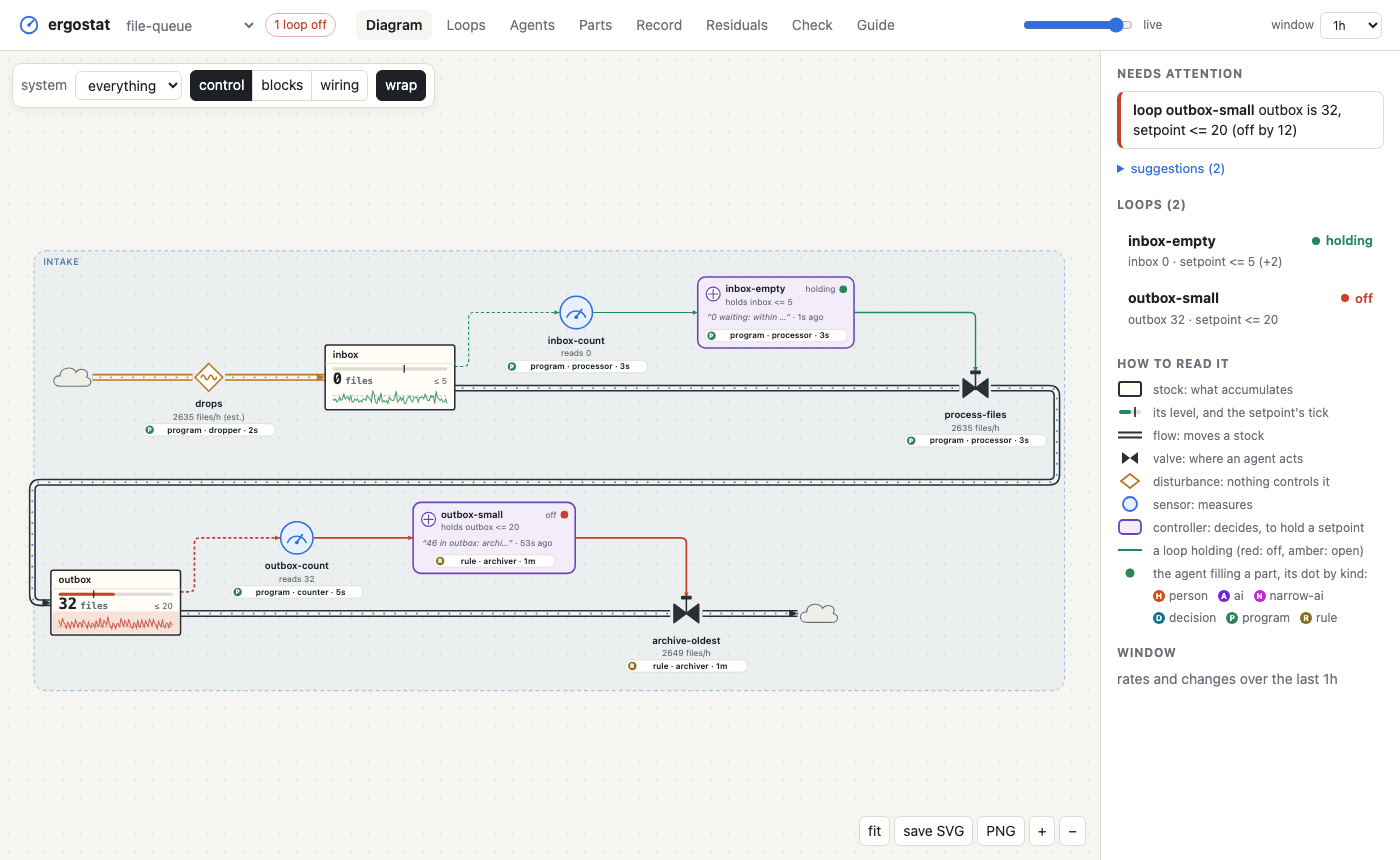 ergostat file-queue 1 loop off Diagram Loops Agents Parts Record Residuals Check Guide live window 1h
system everything control blocks wiring wrap
INTAKE
inbox-empty holding
holds inbox <= 5
“0 waiting: within …” · 1s ago
P program · processor · 3s
inbox-count
reads 0
P program · processor · 3s
inbox
0 files ≤ 5
drops
2635 files/h (est.)
P program · dropper · 2s
process-files
2635 files/h
P program · processor · 3s
outbox-small off
holds outbox <= 20
“46 in outbox: archi…” · 53s ago
R rule · archiver · 1m
outbox-count
reads 32
P program · counter · 5s
outbox
32 files ≤ 20
archive-oldest
2649 files/h
R rule · archiver · 1m
fit save SVG PNG + −
NEEDS ATTENTION
loop outbox-small outbox is 32,
setpoint <= 20 (off by 12)
suggestions (2)
LOOPS (2)
inbox-empty holding
inbox 0 · setpoint <= 5 (+2)
outbox-small off
outbox 32 · setpoint <= 20
HOW TO READ IT
stock: what accumulates
its level, and the setpoint's tick
flow: moves a stock
valve: where an agent acts
disturbance: nothing controls it
sensor: measures
controller: decides, to hold a setpoint
a loop holding (red: off, amber: open)
the agent filling a part, its dot by kind:
H person A ai N narrow-ai
D decision P program R rule
WINDOW
rates and changes over the last 1h